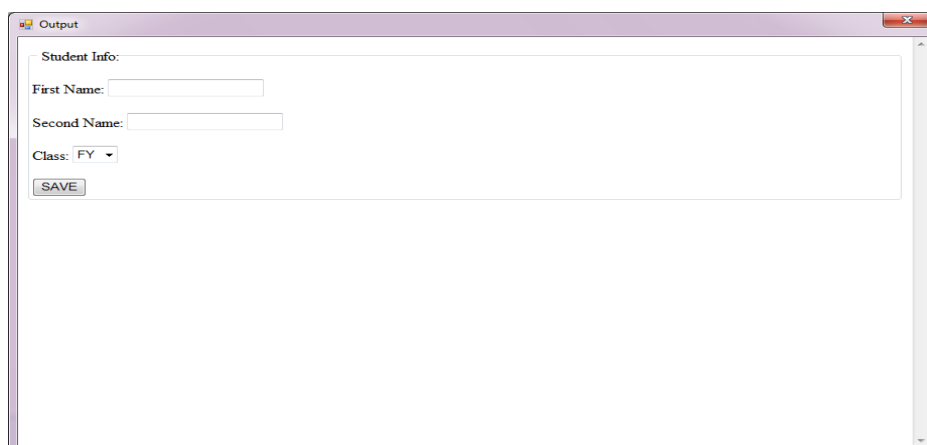 Output
Student Info:
First Name:
Second Name:
Class: FY
SAVE